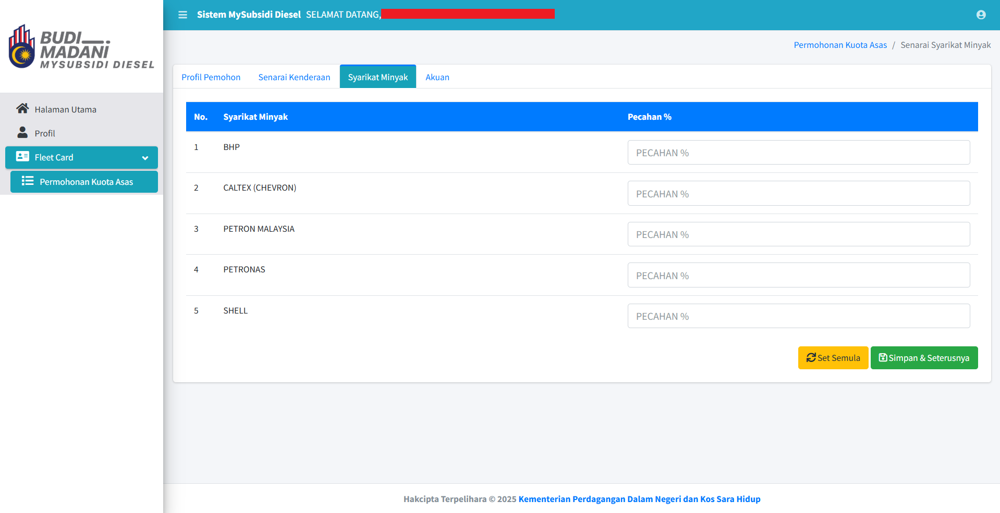 BUDI
MADANI
MYSUBSIDI DIESEL
Halaman Utama
Profil
Fleet Card
Permohonan Kuota Asas
Sistem MySubsidi Diesel SELAMAT DATANG,
Permohonan Kuota Asas / Senarai Syarikat Minyak
Profil Pemohon Senarai Kenderaan Syarikat Minyak Akuan
No. Syarikat Minyak Pecahan %
1 BHP PECAHAN %
2 CALTEX (CHEVRON) PECAHAN %
3 PETRON MALAYSIA PECAHAN %
4 PETRONAS PECAHAN %
5 SHELL PECAHAN %
Set Semula Simpan & Seterusnya
Hakcipta Terpelihara © 2025 Kementerian Perdagangan Dalam Negeri dan Kos Sara Hidup